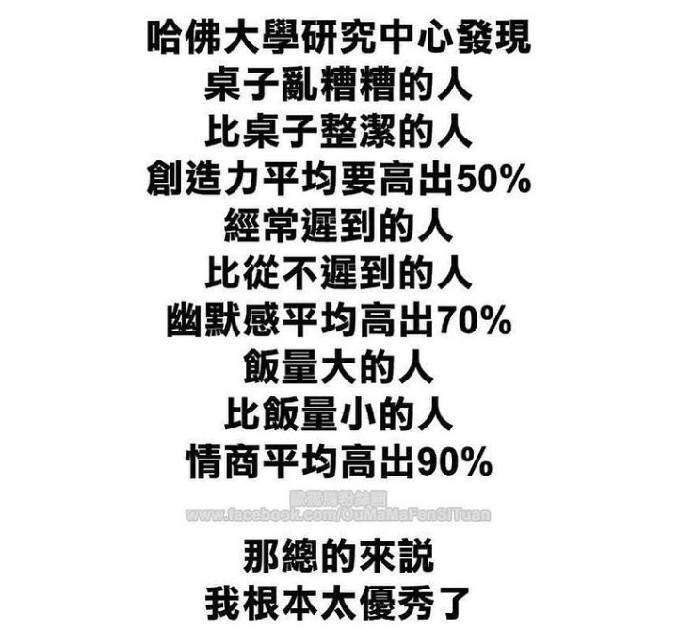 哈佛大學研究中心發現
桌子亂糟糟的人
比桌子整潔的人
創造力平均要高出50%
經常遲到的人
比從不遲到的人
幽默感平均高出70%
飯量大的人
比飯量小的人
情商平均高出90%
www.facebook.com/OuMaMaFenSiTuan
那總的來説
我根本太優秀了